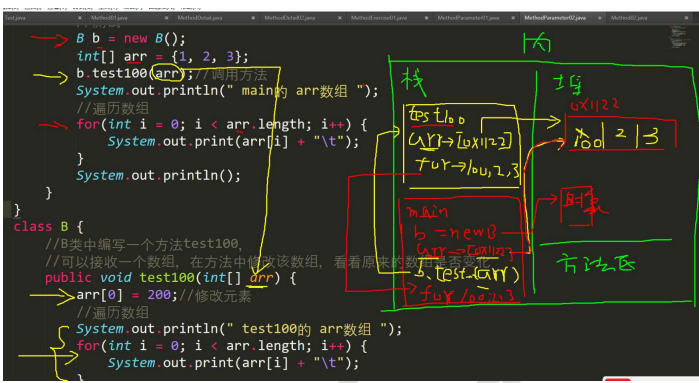 Test.java Method01.java MethodDetail.java MethodDetail02.java MethodExercise01.java MethodParameter01.java MethodParameter02.java Method02.java
B b = new B();
int[] arr = {1, 2, 3};
b.test100(arr);//调用方法
System.out.println(" main的 arr数组 ");
//遍历数组
for(int i = 0; i < arr.length; i++) {
System.out.print(arr[i] + "\t");
}
System.out.println();
}
}
class B {
//B类中编写一个方法test100,
//可以接收一个数组,在方法中修改该数组,看看原来的数组是否变化
public void test100(int[] arr) {
arr[0] = 200;//修改元素
//遍历数组
System.out.println(" test100的 arr数组 ");
for(int i = 0; i < arr.length; i++) {
System.out.print(arr[i] + "\t");
}
栈
test100
arr→[0x1122]
for→100,2,3
main
b =new B
arr→[0x1122]
b.test(arr)
for 100,2,3
堆
0x1122
2 | 3
方法区